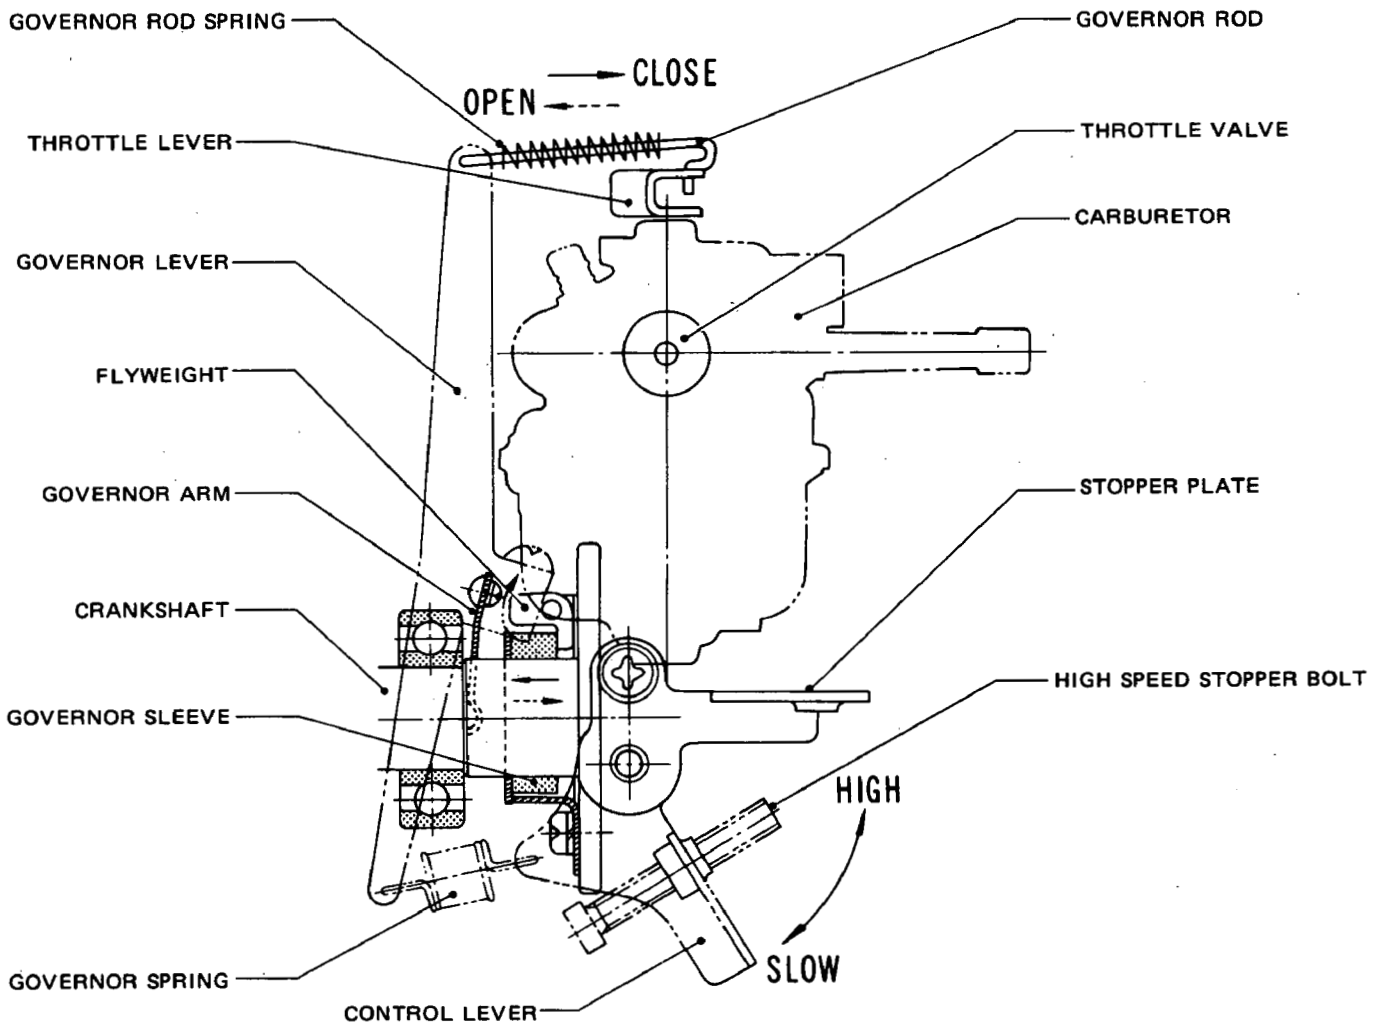 GOVERNOR ROD SPRING
GOVERNOR ROD
CLOSE
OPEN
THROTTLE LEVER
THROTTLE VALVE
CARBURETOR
GOVERNOR LEVER
FLYWEIGHT
GOVERNOR ARM
STOPPER PLATE
CRANKSHAFT
HIGH SPEED STOPPER BOLT
GOVERNOR SLEEVE
HIGH
SLOW
GOVERNOR SPRING
CONTROL LEVER